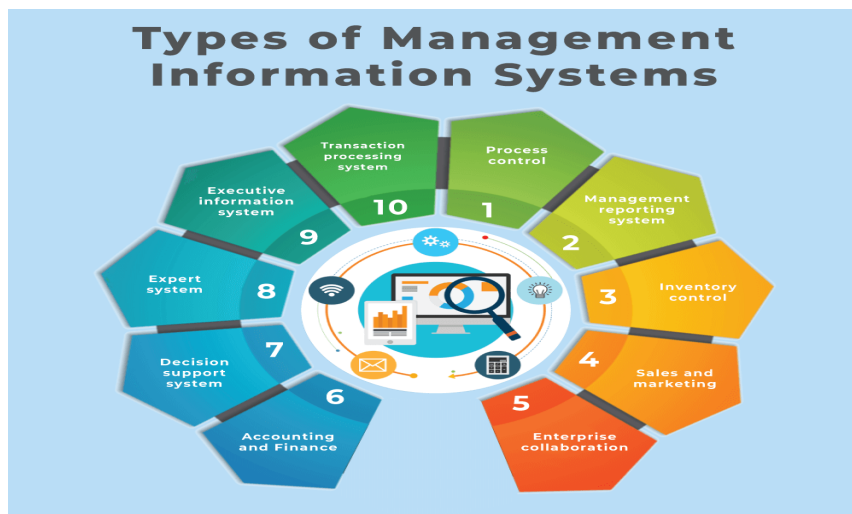 Types of Management
Information Systems
Process
control
1
Management
reporting
system
2
Inventory
control
3
Sales and
marketing
4
Enterprise
collaboration
5
Accounting
and Finance
6
Decision
support
system
7
Expert
system
8
Executive
information
system
9
Transaction
processing
system
10